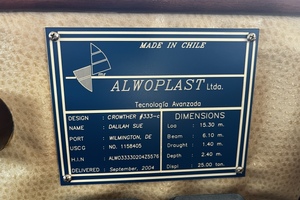 MADE IN CHILE
ALWOPLAST Ltda.
Tecnología Avanzada
DESIGN : CROWTHER #333-c
NAME : DALILAH SUE
PORT : WILMINGTON, DE
USCG : NO. 1158405
H.I.N : ALW033330204Z5576
DELIVERED : September, 2004
DIMENSIONS
Loa : 15.30 m.
Beam : 8.10 m.
Draught : 1.40 m.
Depth : 2.40 m.
Displ : 25.00 ton.